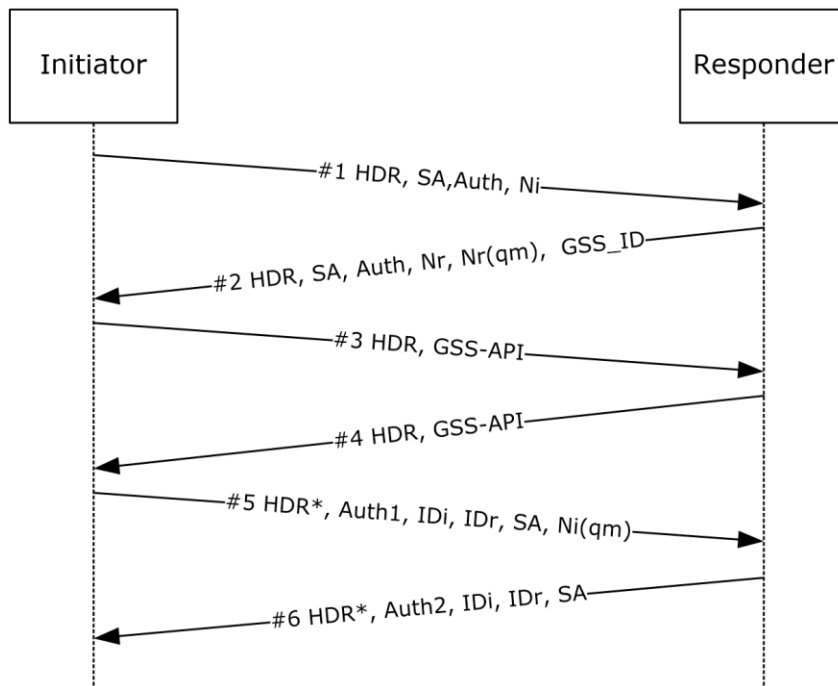 Initiator
Responder
#1 HDR, SA,Auth, Ni
#2 HDR, SA, Auth, Nr, Nr(qm), GSS_ID
#3 HDR, GSS-API
#4 HDR, GSS-API
#5 HDR*, Auth1, IDi, IDr, SA, Ni(qm)
#6 HDR*, Auth2, IDi, IDr, SA